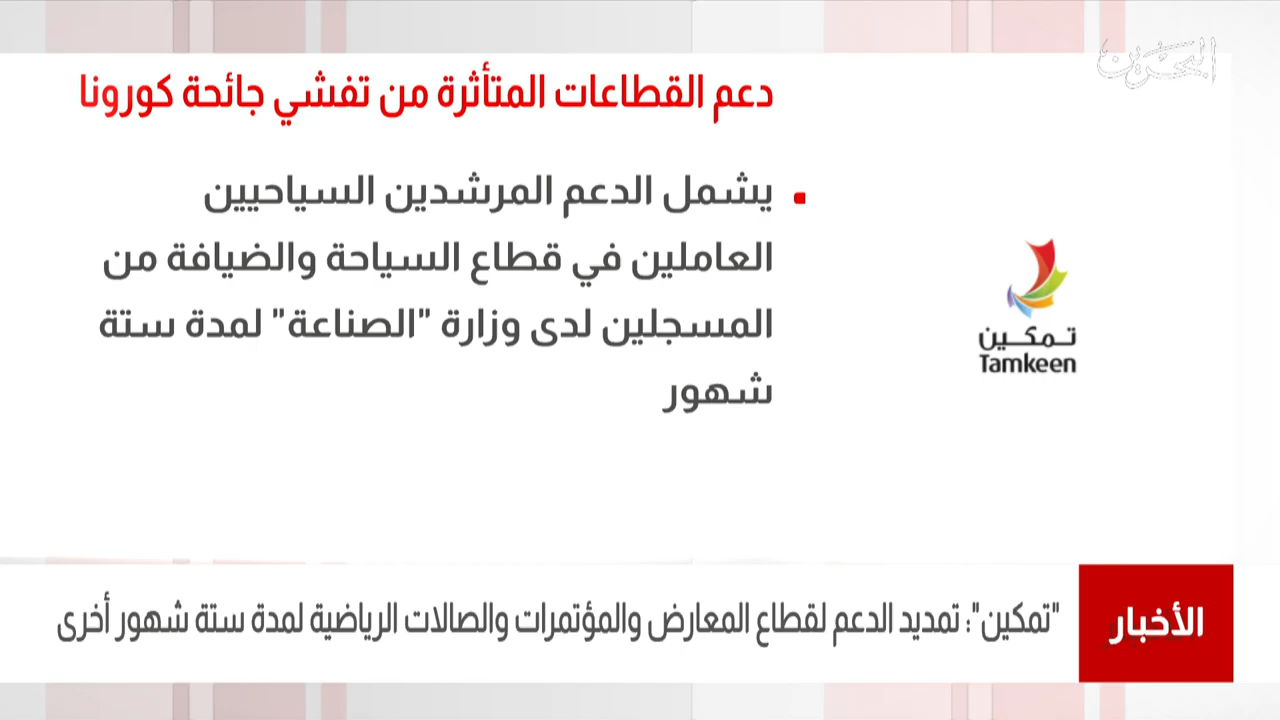 البحرين
دعم القطاعات المتأثرة من تفشي جائحة كورونا
يشمل الدعم المرشدين السياحيين
العاملين في قطاع السياحة والضيافة من
المسجلين لدى وزارة "الصناعة" لمدة ستة
شهور
تمكين
Tamkeen
الأخبار
"تمكين": تمديد الدعم لقطاع المعارض والمؤتمرات والصالات الرياضية لمدة ستة شهور أخرى